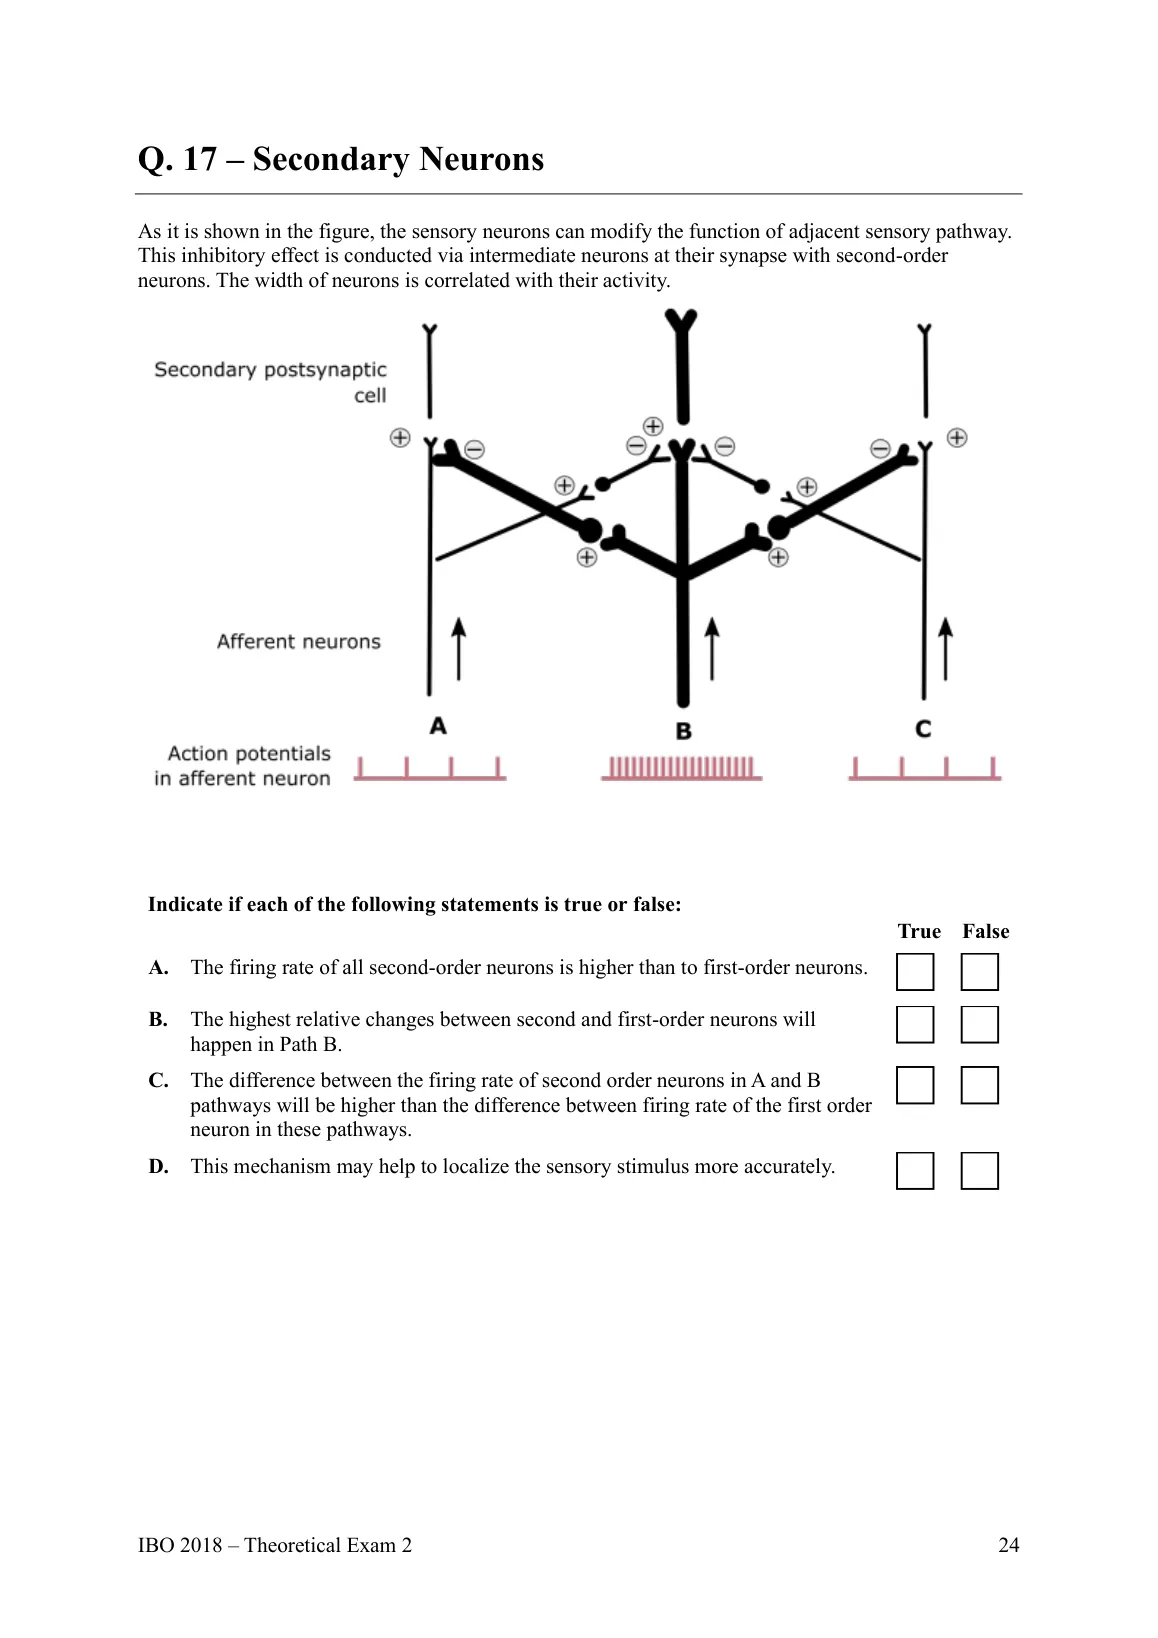 Q. 17 – Secondary Neurons
As it is shown in the figure, the sensory neurons can modify the function of adjacent sensory pathway.
This inhibitory effect is conducted via intermediate neurons at their synapse with second-order
neurons. The width of neurons is correlated with their activity.
Secondary postsynaptic
cell
+ − + − + − − +
+ +
+ +
Afferent neurons
A B C
Action potentials
in afferent neuron
Indicate if each of the following statements is true or false:
True False
A. The firing rate of all second-order neurons is higher than to first-order neurons.
B. The highest relative changes between second and first-order neurons will
happen in Path B.
C. The difference between the firing rate of second order neurons in A and B
pathways will be higher than the difference between firing rate of the first order
neuron in these pathways.
D. This mechanism may help to localize the sensory stimulus more accurately.
IBO 2018 – Theoretical Exam 2 24